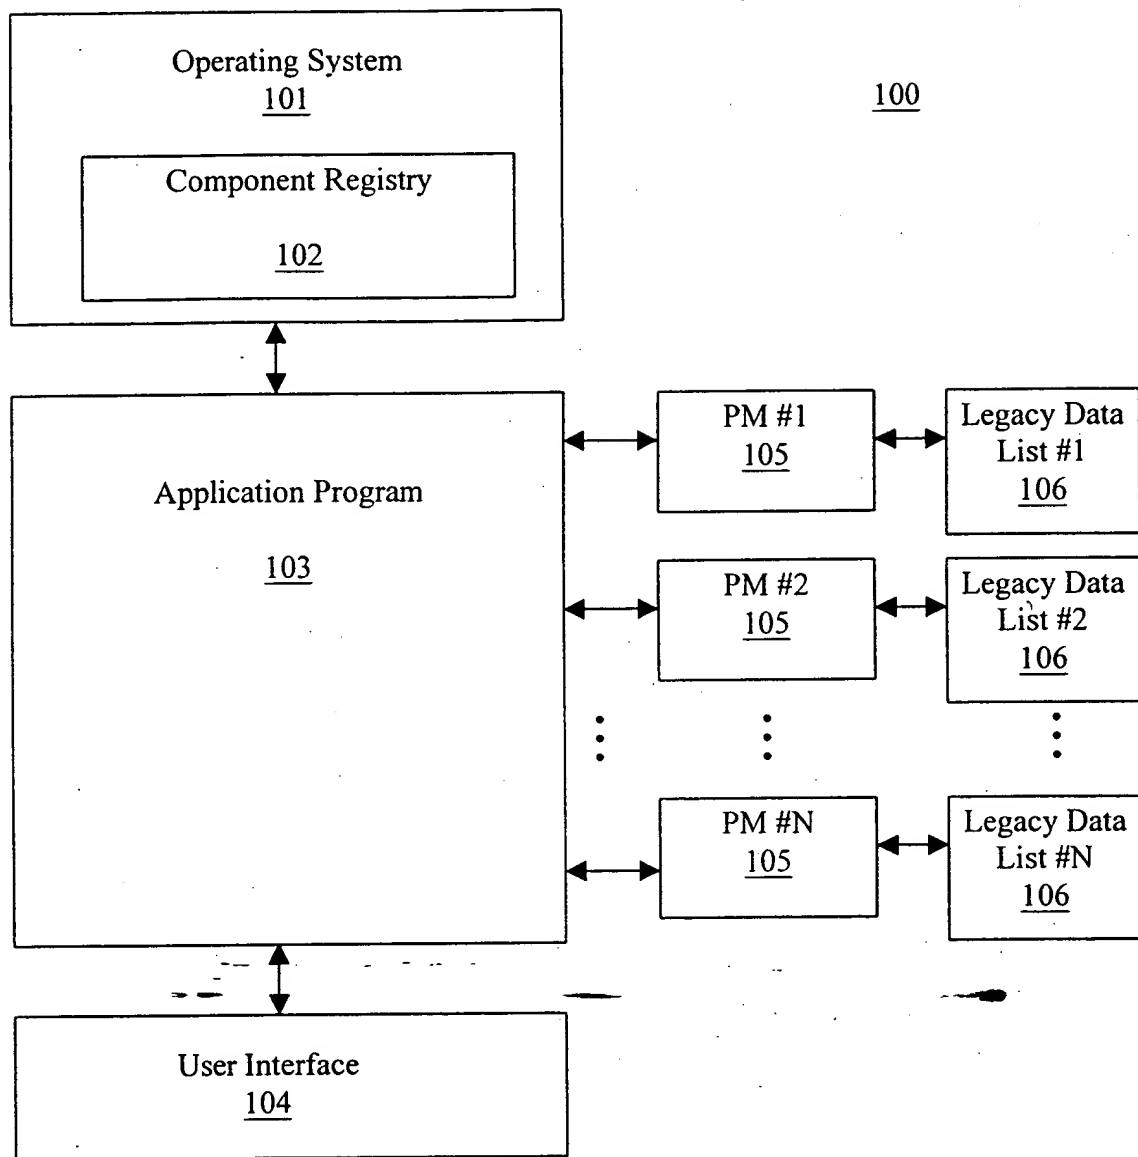 Operating System
101
100
Component Registry
102
Application Program
103
PM #1
105
Legacy Data
List #1
106
PM #2
105
Legacy Data
List #2
106
PM #N
105
Legacy Data
List #N
106
User Interface
104